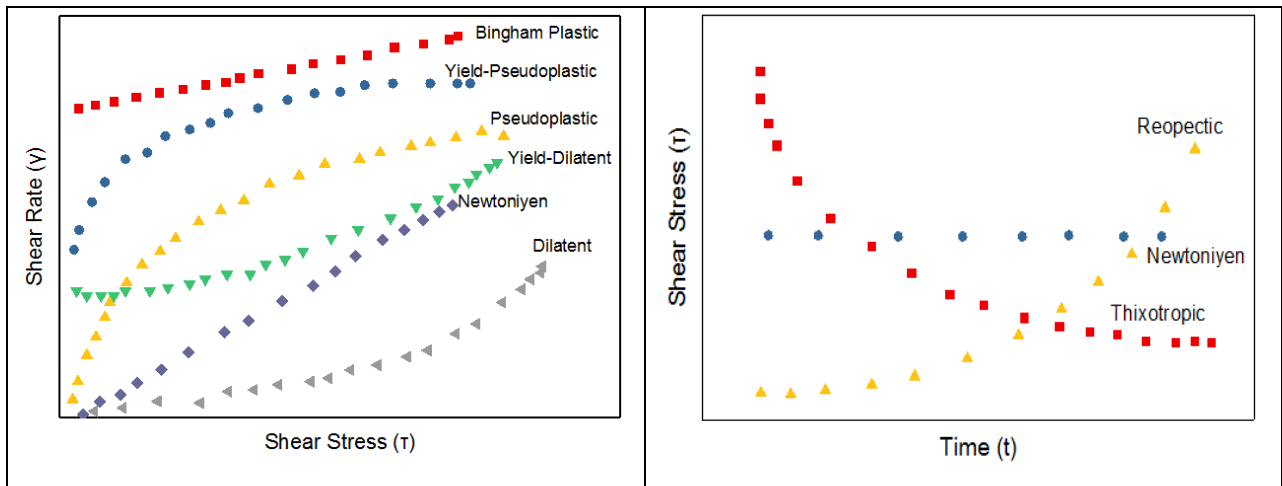 Bingham Plastic
Yield-Pseudoplastic
Pseudoplastic
Yield-Dilatent
Newtoniyen
Dilatent
Shear Rate (γ)
Shear Stress (τ)
Reopectic
Newtoniyen
Thixotropic
Shear Stress (τ)
Time (t)